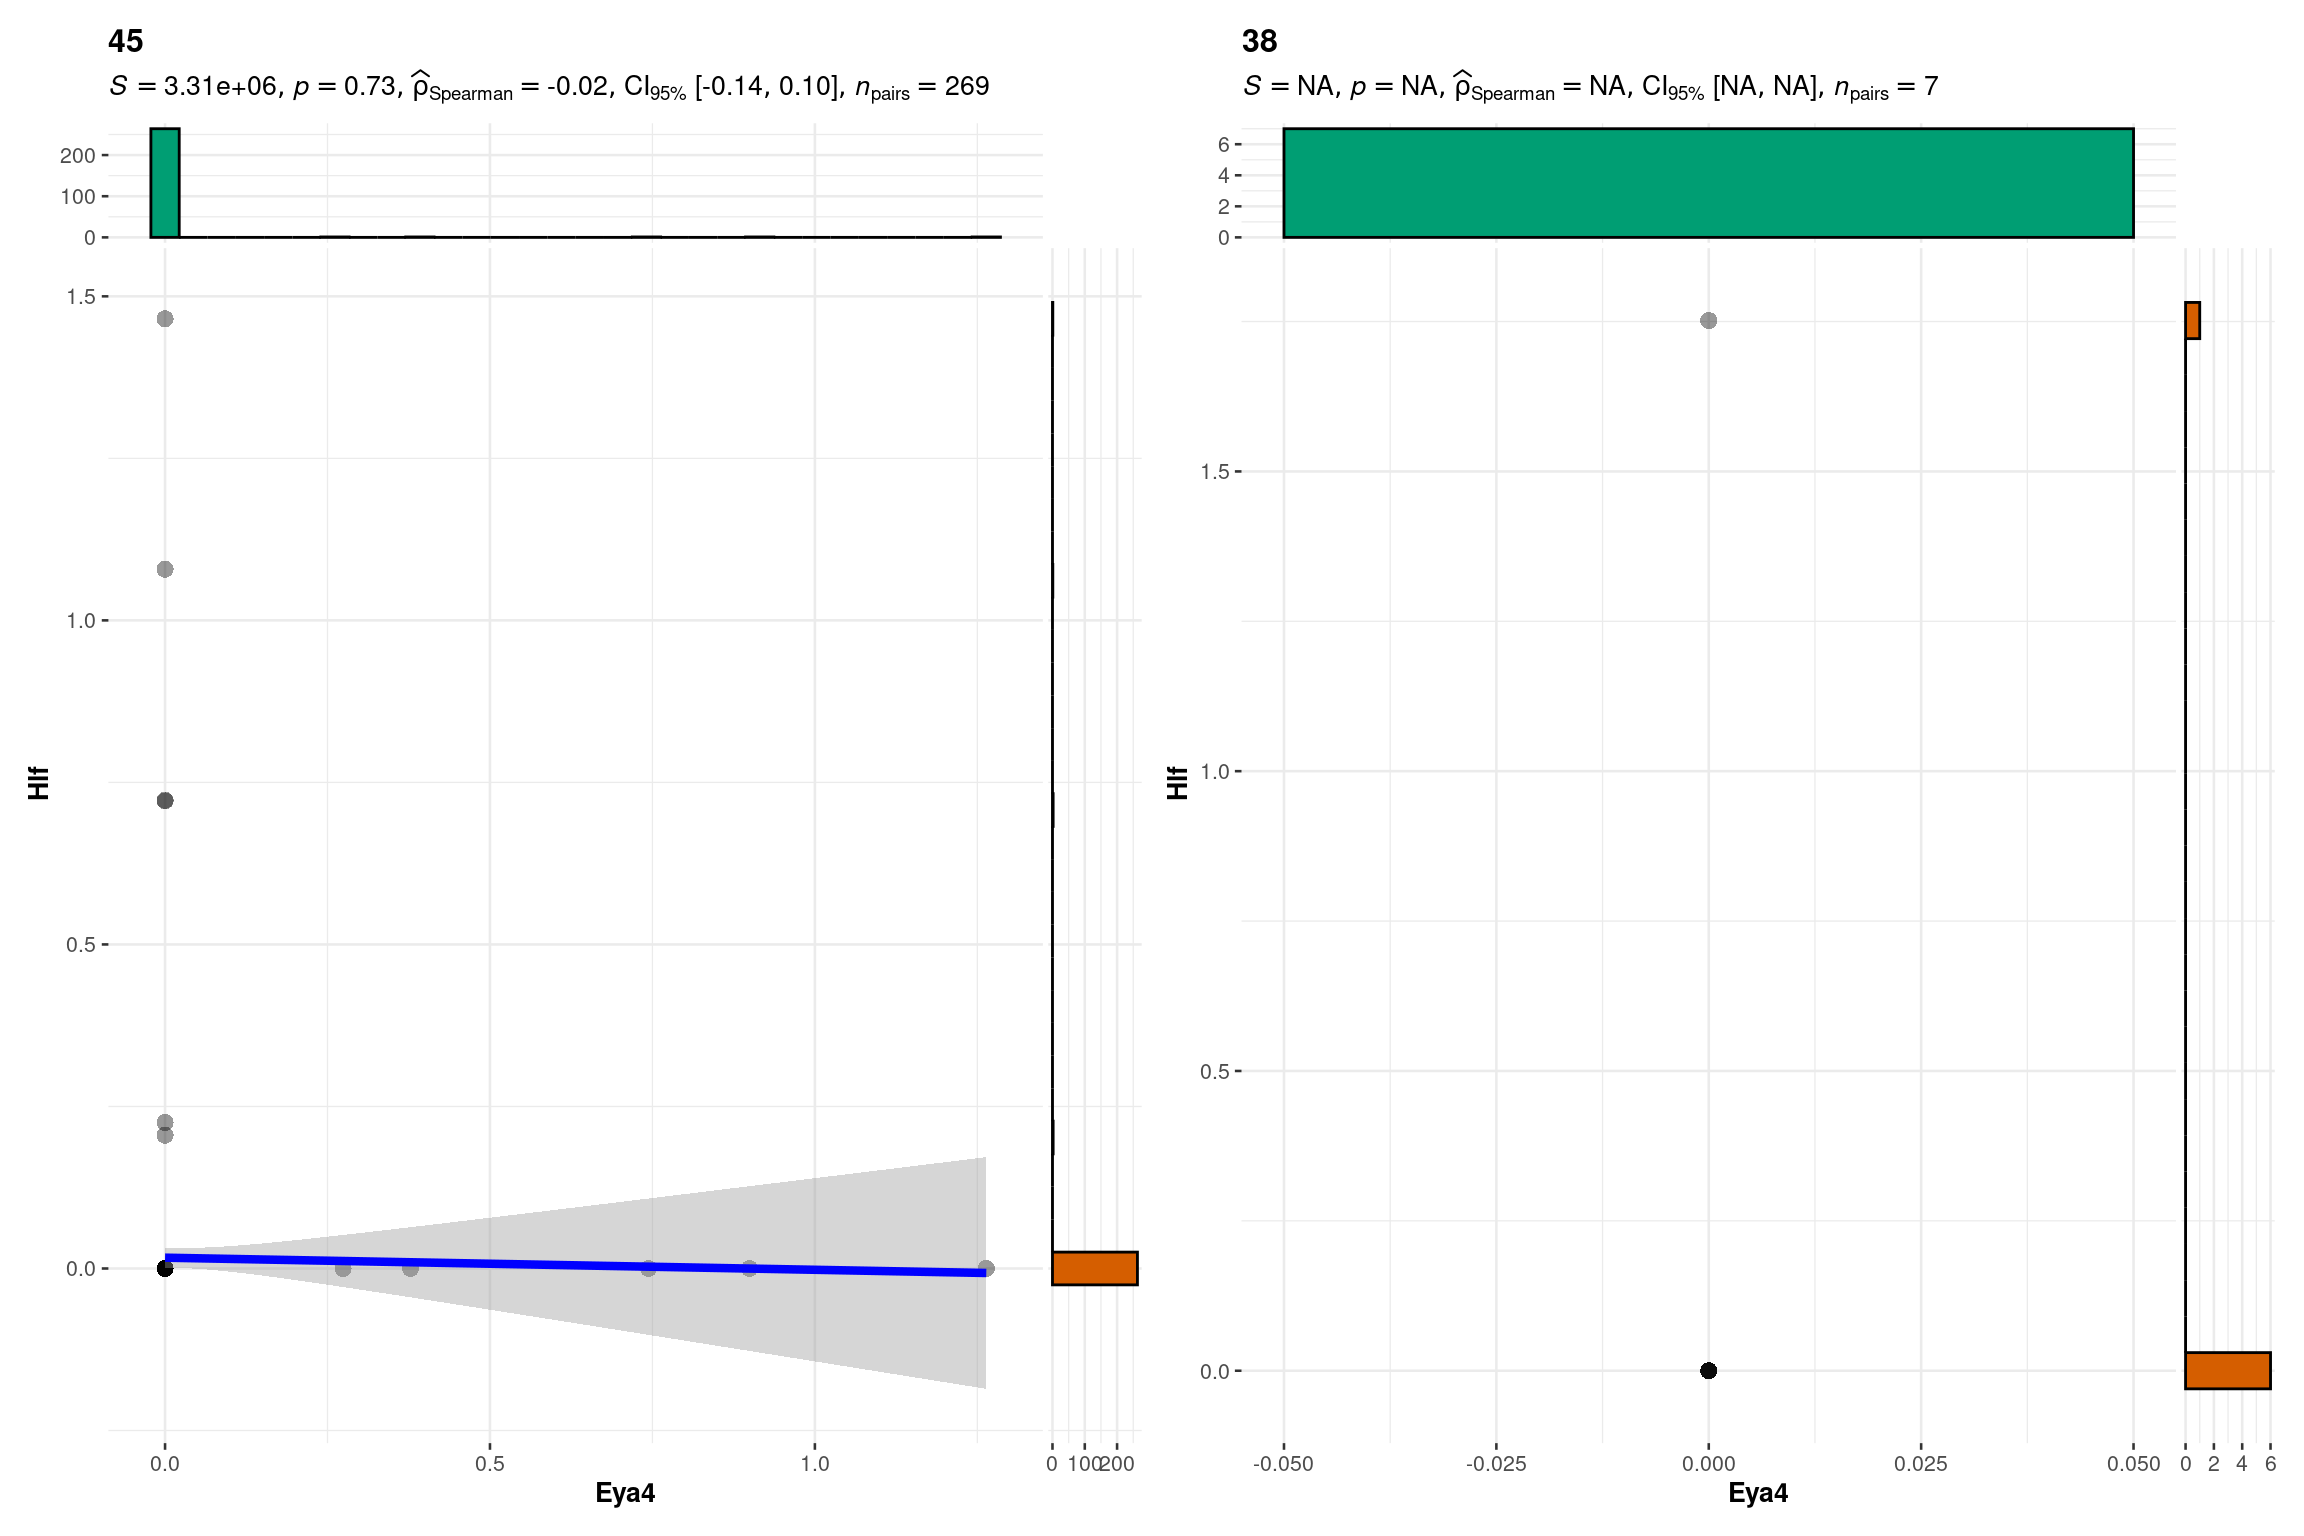 45
S = 3.31e+06, p = 0.73, ρ̂Spearman = -0.02, CI95% [-0.14, 0.10], npairs = 269
200
100
0
1.5
1.0
0.5
0.0
Hlf
0.0 0.5 1.0
0 100 200
Eya4
38
S = NA, p = NA, ρ̂Spearman = NA, CI95% [NA, NA], npairs = 7
6
4
2
0
1.5
1.0
0.5
0.0
Hlf
-0.050 -0.025 0.000 0.025 0.050
0 2 4 6
Eya4